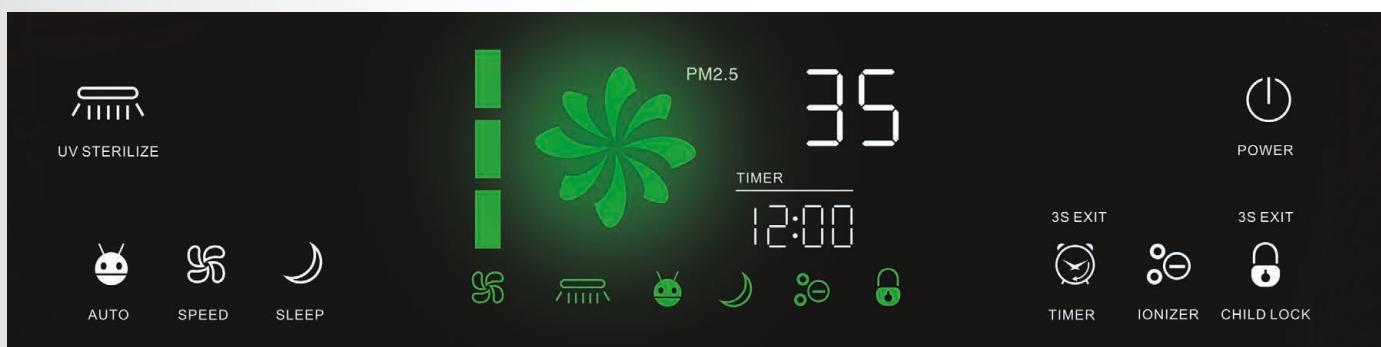 UV STERILIZE
PM2.5
35
POWER
TIMER
12:00
3S EXIT
3S EXIT
AUTO
SPEED
SLEEP
TIMER
IONIZER
CHILD LOCK